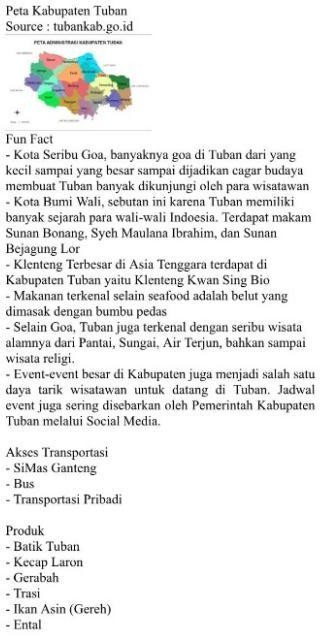 Peta Kabupaten Tuban
Source : tubankab.go.id
PETA ADMINISTRASI KABUPATEN TUBAN
Fun Fact
- Kota Seribu Goa, banyaknya goa di Tuban dari yang
kecil sampai yang besar sampai dijadikan cagar budaya
membuat Tuban banyak dikunjungi oleh para wisatawan
- Kota Bumi Wali, sebutan ini karena Tuban memiliki
banyak sejarah para wali-wali Indoesia. Terdapat makam
Sunan Bonang, Syeh Maulana Ibrahim, dan Sunan
Bejagung Lor
- Klenteng Terbesar di Asia Tenggara terdapat di
Kabupaten Tuban yaitu Klenteng Kwan Sing Bio
- Makanan terkenal selain seafood adalah belut yang
dimasak dengan bumbu pedas
- Selain Goa, Tuban juga terkenal dengan seribu wisata
alamnya dari Pantai, Sungai, Air Terjun, bahkan sampai
wisata religi.
- Event-event besar di Kabupaten juga menjadi salah satu
daya tarik wisatawan untuk datang di Tuban. Jadwal
event juga sering disebarkan oleh Pemerintah Kabupaten
Tuban melalui Social Media.
Akses Transportasi
- SiMas Ganteng
- Bus
- Transportasi Pribadi
Produk
- Batik Tuban
- Kecap Laron
- Gerabah
- Trasi
- Ikan Asin (Gereh)
- Ental